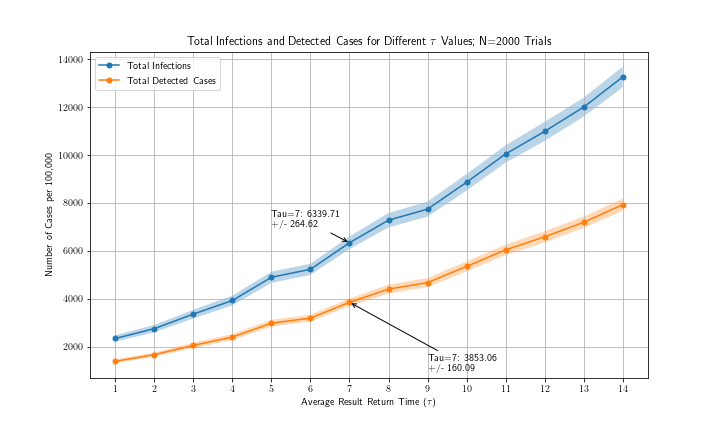 Total Infections and Detected Cases for Different τ Values; N=2000 Trials
Total Infections
Total Detected Cases
Number of Cases per 100,000
14000
12000
10000
8000
6000
4000
2000
Tau=7: 6339.71
+/- 264.62
Tau=7: 3853.06
+/- 160.09
1 2 3 4 5 6 7 8 9 10 11 12 13 14
Average Result Return Time (τ)